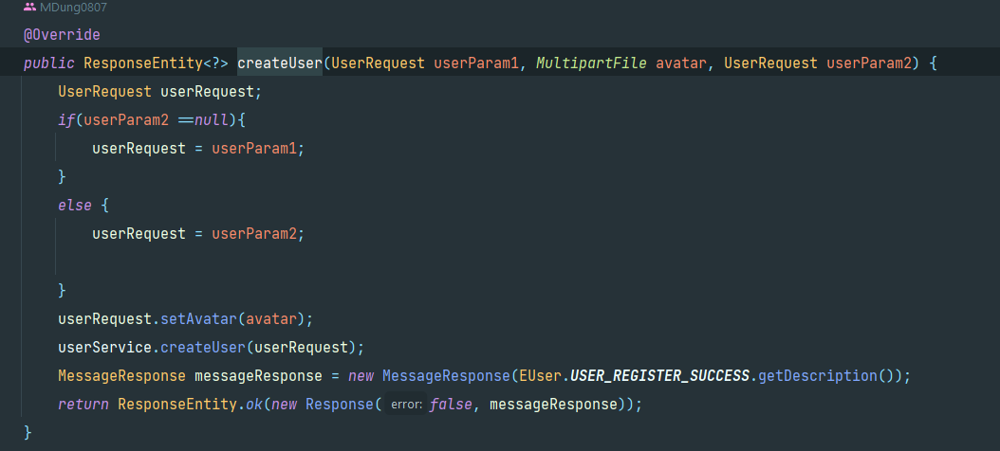 MDung0807
@Override
public ResponseEntity<?> createUser(UserRequest userParam1, MultipartFile avatar, UserRequest userParam2) {
UserRequest userRequest;
if(userParam2 ==null){
userRequest = userParam1;
}
else {
userRequest = userParam2;
}
userRequest.setAvatar(avatar);
userService.createUser(userRequest);
MessageResponse messageResponse = new MessageResponse(EUser.USER_REGISTER_SUCCESS.getDescription());
return ResponseEntity.ok(new Response( error: false, messageResponse));
}